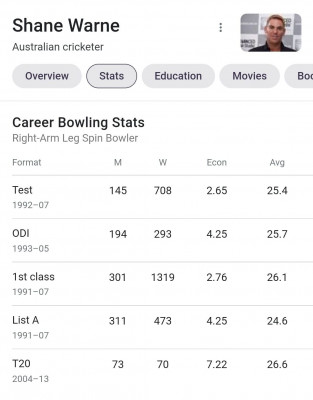 Shane Warne
Australian cricketer
Overview Stats Education Movies
Career Bowling Stats
Right-Arm Leg Spin Bowler
Format M W Econ Avg
Test 145 708 2.65 25.4
1992–07
ODI 194 293 4.25 25.7
1993–05
1st class 301 1319 2.76 26.1
1991–07
List A 311 473 4.25 24.6
1991–07
T20 73 70 7.22 26.6
2004–13